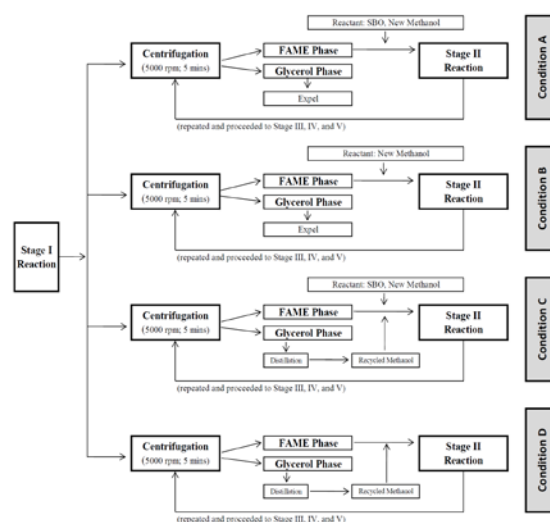 Reactant: SBO, New Methanol
Centrifugation
(5000 rpm; 5 mins)
FAME Phase
Glycerol Phase
Expel
Stage II
Reaction
(repeated and proceeded to Stage III, IV, and V)
Condition A
Reactant: New Methanol
Centrifugation
(5000 rpm; 5 mins)
FAME Phase
Glycerol Phase
Expel
Stage II
Reaction
(repeated and proceeded to Stage III, IV, and V)
Condition B
Stage I
Reaction
Reactant: SBO, New Methanol
Centrifugation
(5000 rpm; 5 mins)
FAME Phase
Glycerol Phase
Distillation
Recycled Methanol
Stage II
Reaction
(repeated and proceeded to Stage III, IV, and V)
Condition C
Centrifugation
(5000 rpm; 5 mins)
FAME Phase
Glycerol Phase
Distillation
Recycled Methanol
Stage II
Reaction
(repeated and proceeded to Stage III, IV, and V)
Condition D